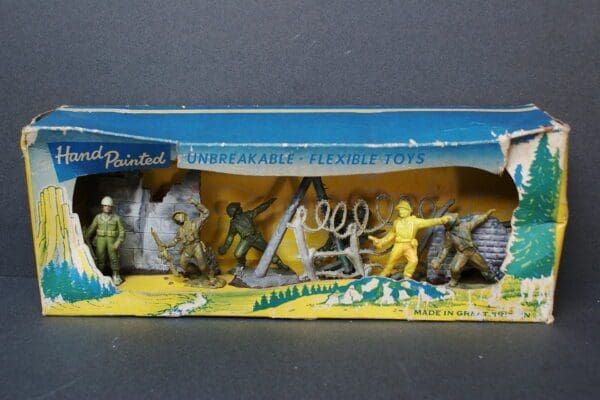 Hand Painted
UNBREAKABLE · FLEXIBLE TOYS
MADE IN GREAT